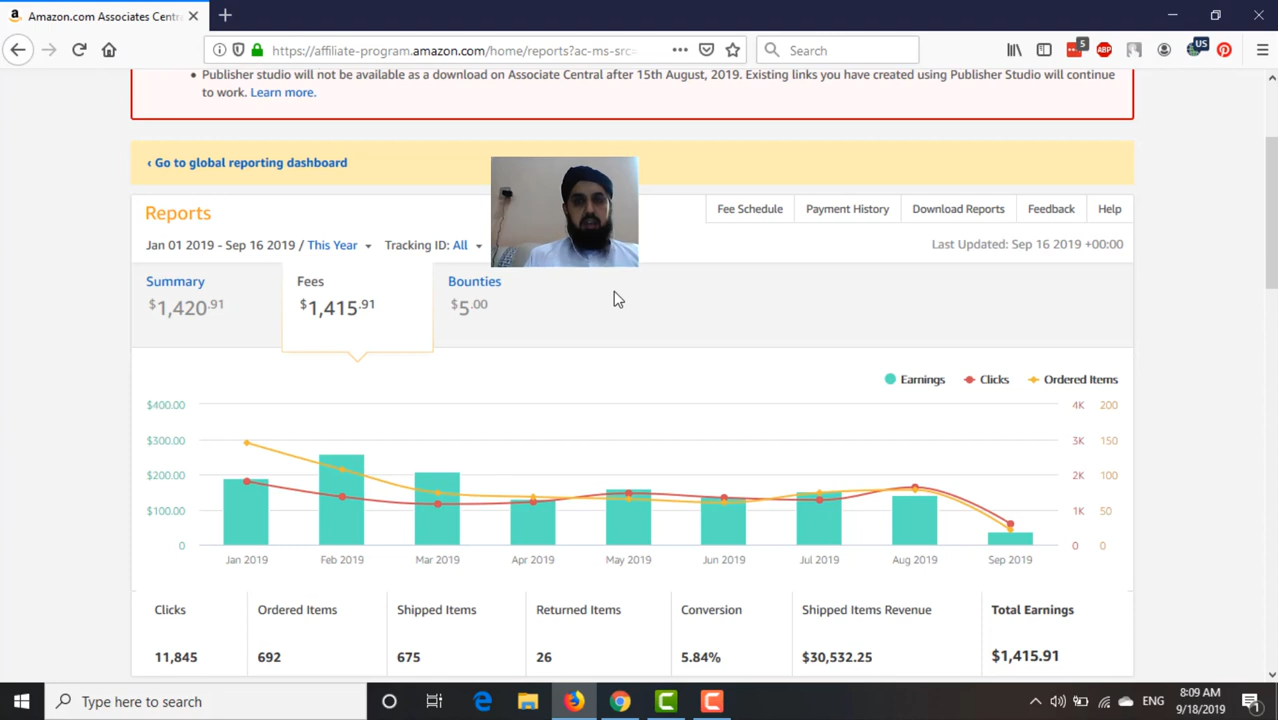 Amazon.com Associates Centr
https://affiliate-program.amazon.com/home/reports?ac-ms-src=
Search
5
ABP
US
Publisher studio will not be available as a download on Associate Central after 15th August, 2019. Existing links you have created using Publisher Studio will continue
to work. Learn more.
‹ Go to global reporting dashboard
Reports
Fee Schedule
Payment History
Download Reports
Feedback
Help
Jan 01 2019 - Sep 16 2019 / This Year
Tracking ID: All
Last Updated: Sep 16 2019 +00:00
Summary
$1,420.91
Fees
$1,415.91
Bounties
$5.00
Earnings
Clicks
Ordered Items
$400.00
$300.00
$200.00
$100.00
0
4K
3K
2K
1K
0
200
150
100
50
0
Jan 2019
Feb 2019
Mar 2019
Apr 2019
May 2019
Jun 2019
Jul 2019
Aug 2019
Sep 2019
Clicks
11,845
Ordered Items
692
Shipped Items
675
Returned Items
26
Conversion
5.84%
Shipped Items Revenue
$30,532.25
Total Earnings
$1,415.91
Type here to search
ENG
8:09 AM
9/18/2019
1